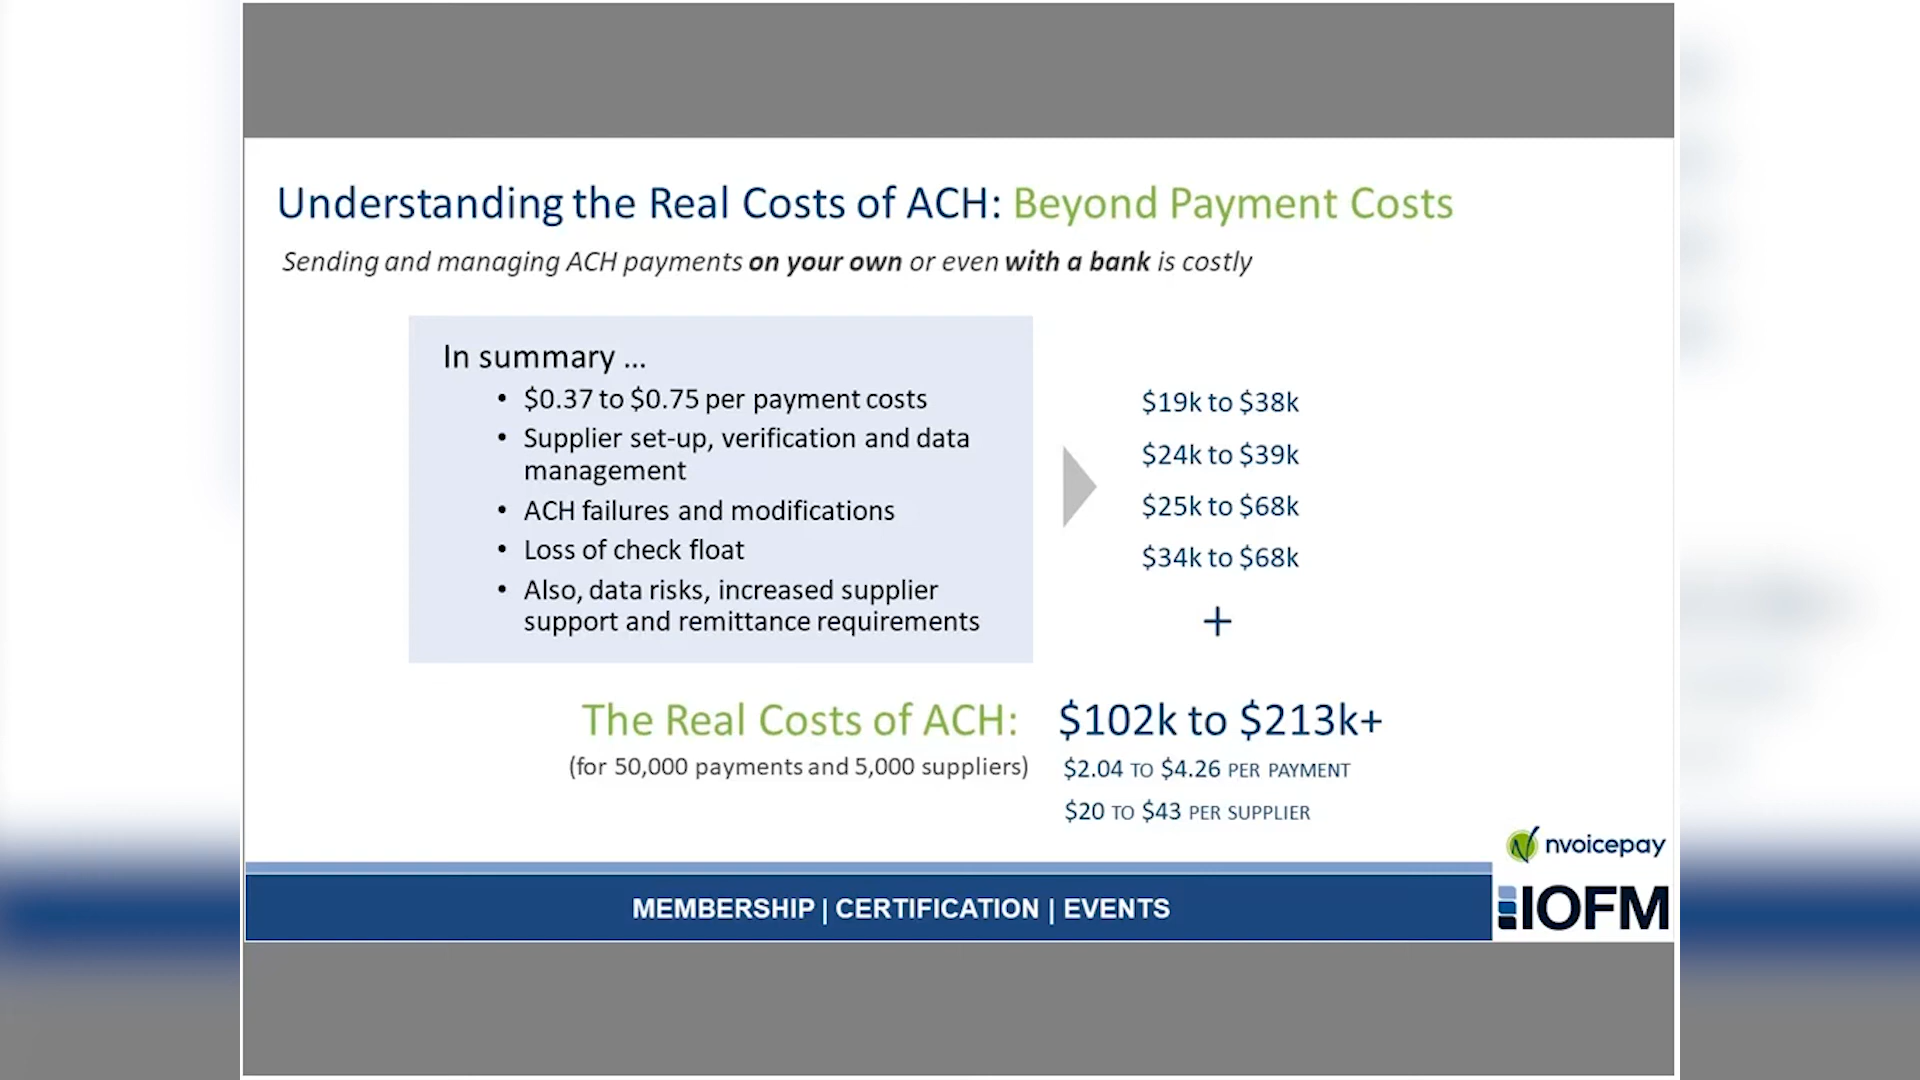 Understanding the Real Costs of ACH: Beyond Payment Costs
Sending and managing ACH payments on your own or even with a bank is costly
In summary ...
• $0.37 to $0.75 per payment costs
• Supplier set-up, verification and data
management
• ACH failures and modifications
• Loss of check float
• Also, data risks, increased supplier
support and remittance requirements
$19k to $38k
$24k to $39k
$25k to $68k
$34k to $68k
+
The Real Costs of ACH: $102k to $213k+
(for 50,000 payments and 5,000 suppliers) $2.04 TO $4.26 PER PAYMENT
$20 TO $43 PER SUPPLIER
nvoicepay
MEMBERSHIP | CERTIFICATION | EVENTS
IOFM